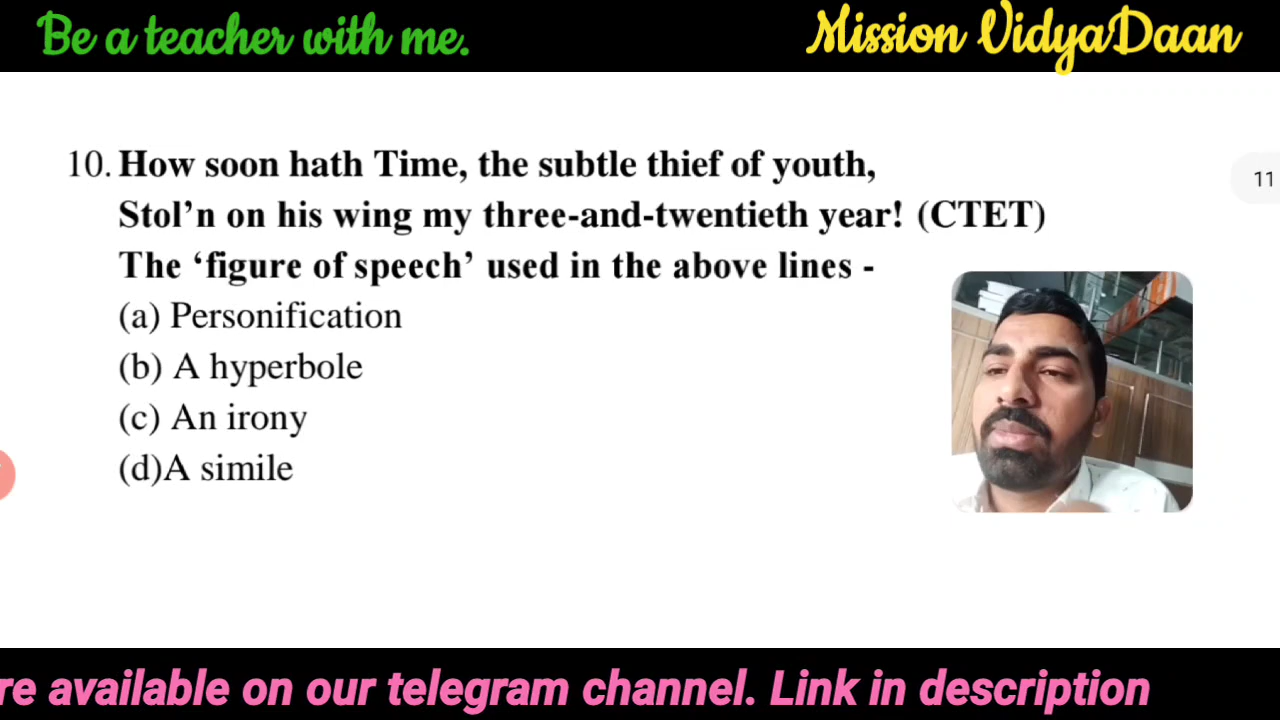 Be a teacher with me.
Mission VidyaDaan
10. How soon hath Time, the subtle thief of youth,
11
Stol’n on his wing my three-and-twentieth year! (CTET)
The ‘figure of speech’ used in the above lines -
(a) Personification
(b) A hyperbole
(c) An irony
(d)A simile
re available on our telegram channel. Link in description